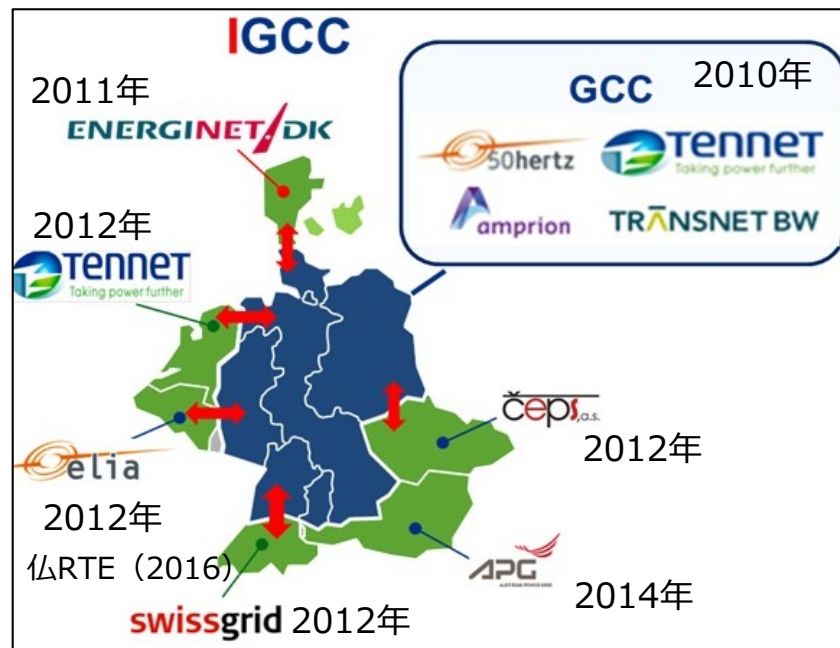 IGCC
2011年
ENERGINET/DK
GCC 2010年
50hertz
TENNET
Taking power further
amprion
TRANSNET BW
2012年
TENNET
Taking power further
čeps,a.s.
2012年
elia
2012年
仏RTE（2016）
APG
AUSTRIAN POWER GRID
2014年
swissgrid 2012年